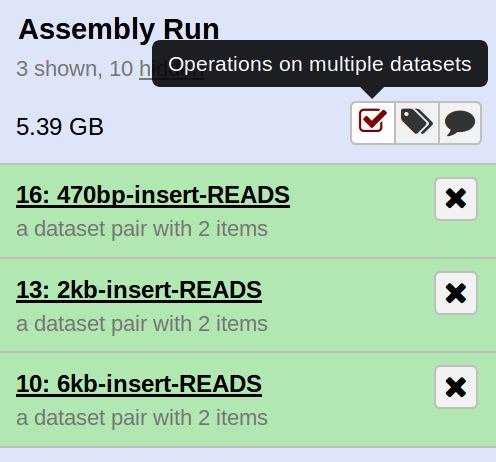 Assembly Run
3 shown, 10 hidden
Operations on multiple datasets
5.39 GB
16: 470bp-insert-READS
a dataset pair with 2 items
13: 2kb-insert-READS
a dataset pair with 2 items
10: 6kb-insert-READS
a dataset pair with 2 items